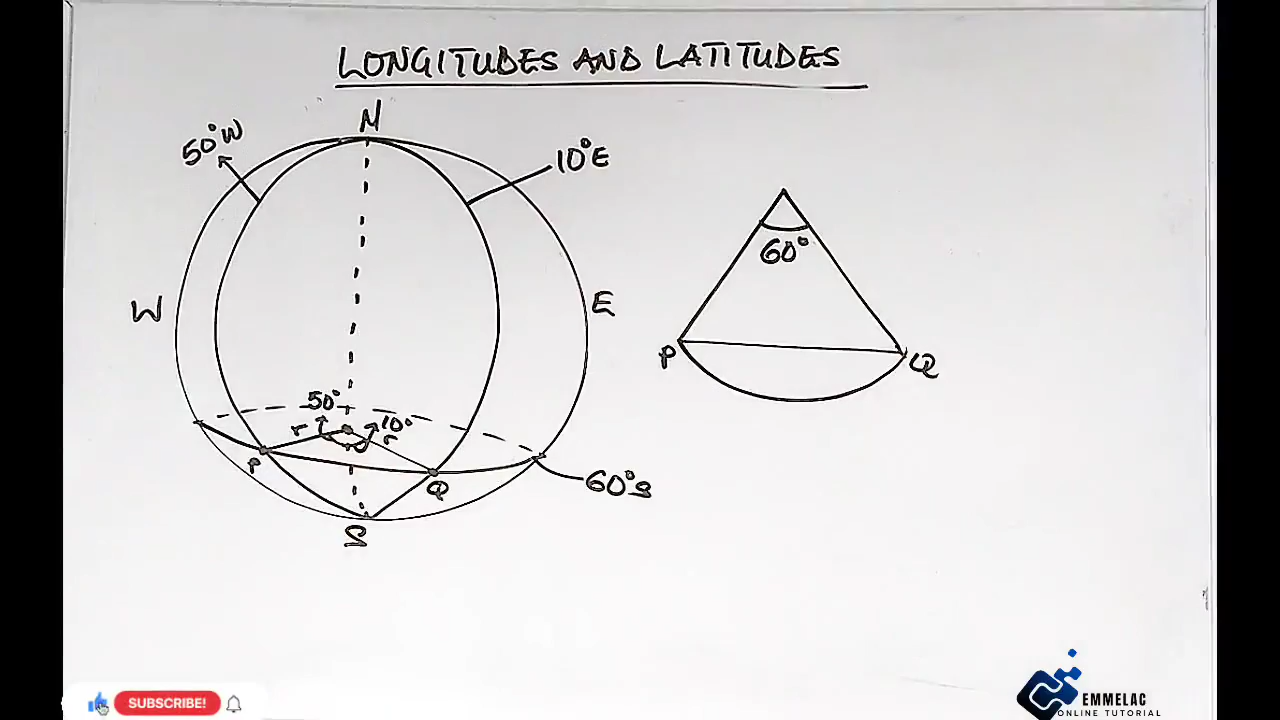 LONGITUDES AND LATITUDES
N
50°W
10°E
60°
W
E
P
Q
50°
10°
r
r
P
Q
60°S
S
SUBSCRIBE!
EMMELAC
ONLINE TUTORIAL